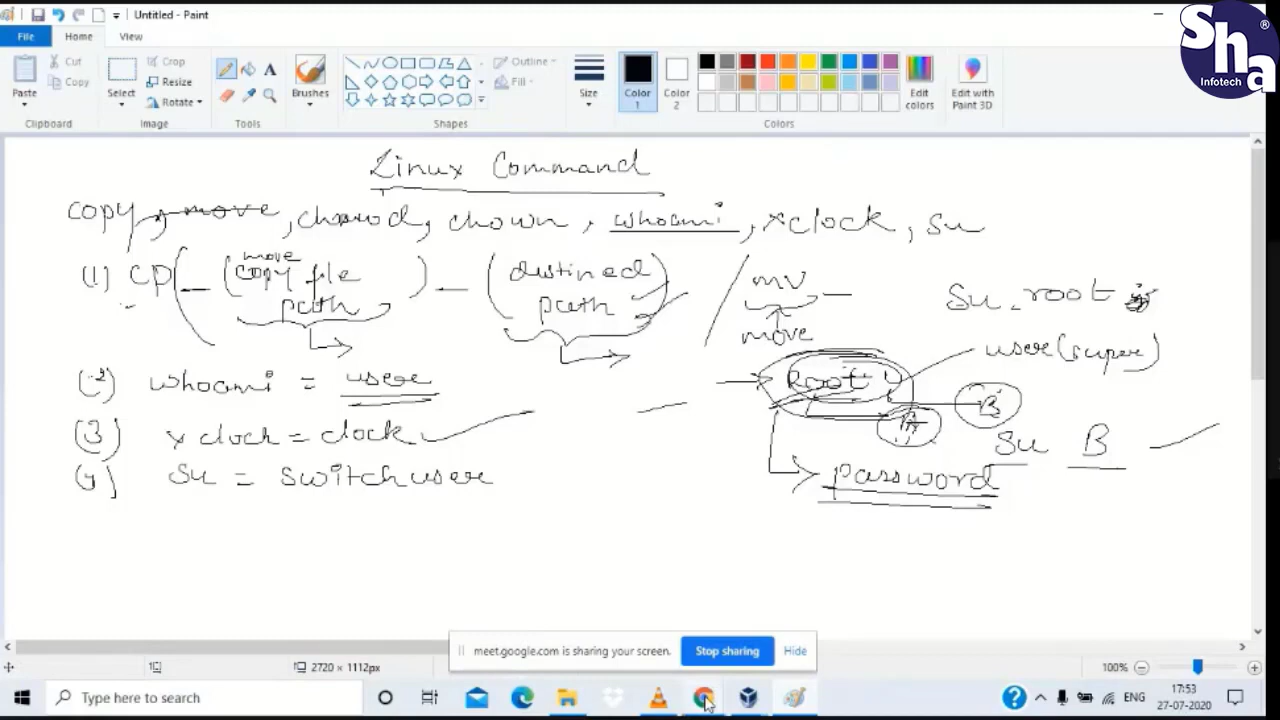 Untitled - Paint
File Home View
Cut
Copy
Paste
Clipboard
Select
Crop
Resize
Rotate
Image
A
Tools
Brushes
Outline
Fill
Shapes
Size
Color 1
Color 2
Edit colors
Edit with Paint 3D
Colors
Sha ®
Infotech
Linux Command
copy, move, chmod, chown, whoami, xclock, su
(1) CP ( _ (copy file path) _ (distined path) / mv _
move
move
su - root
user (super)
(2) whoami = user
Root
B
A
(3) xclock = clock
su B
(4) su = switch user
password
meet.google.com is sharing your screen. Stop sharing Hide
2720 × 1112px
100%
Type here to search
ENG
17:53
27-07-2020